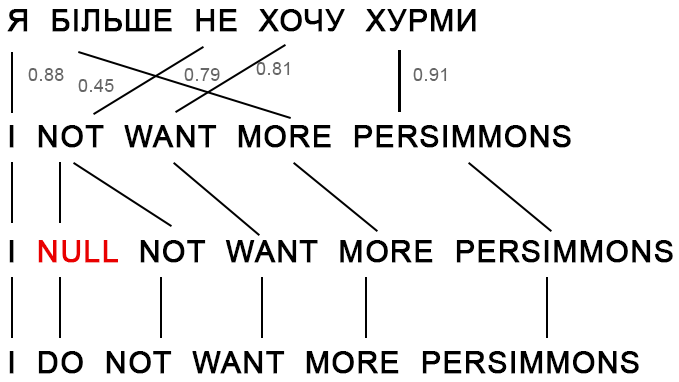 Я БІЛЬШЕ НЕ ХОЧУ ХУРМИ
0.88 0.45 0.79 0.81 0.91
I NOT WANT MORE PERSIMMONS
I NULL NOT WANT MORE PERSIMMONS
I DO NOT WANT MORE PERSIMMONS